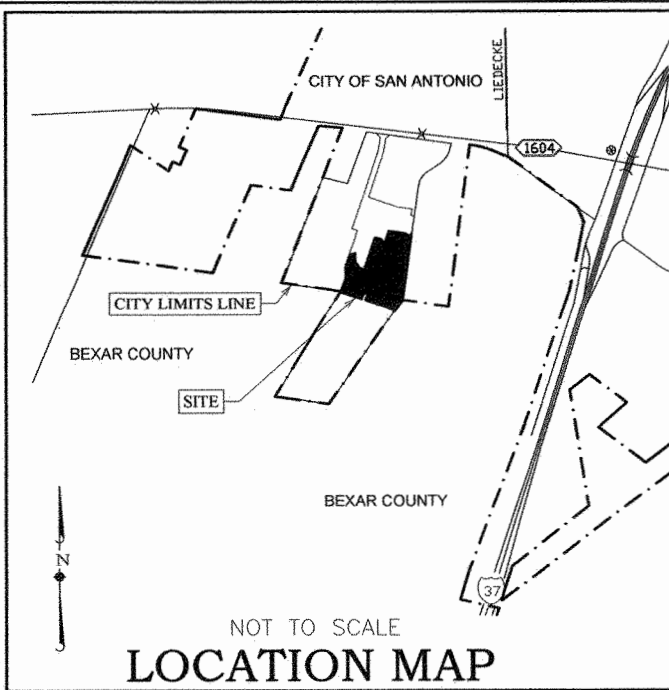 CITY OF SAN ANTONIO
LIEDECKE
1604
CITY LIMITS LINE
BEXAR COUNTY
SITE
BEXAR COUNTY
N
37
NOT TO SCALE
LOCATION MAP